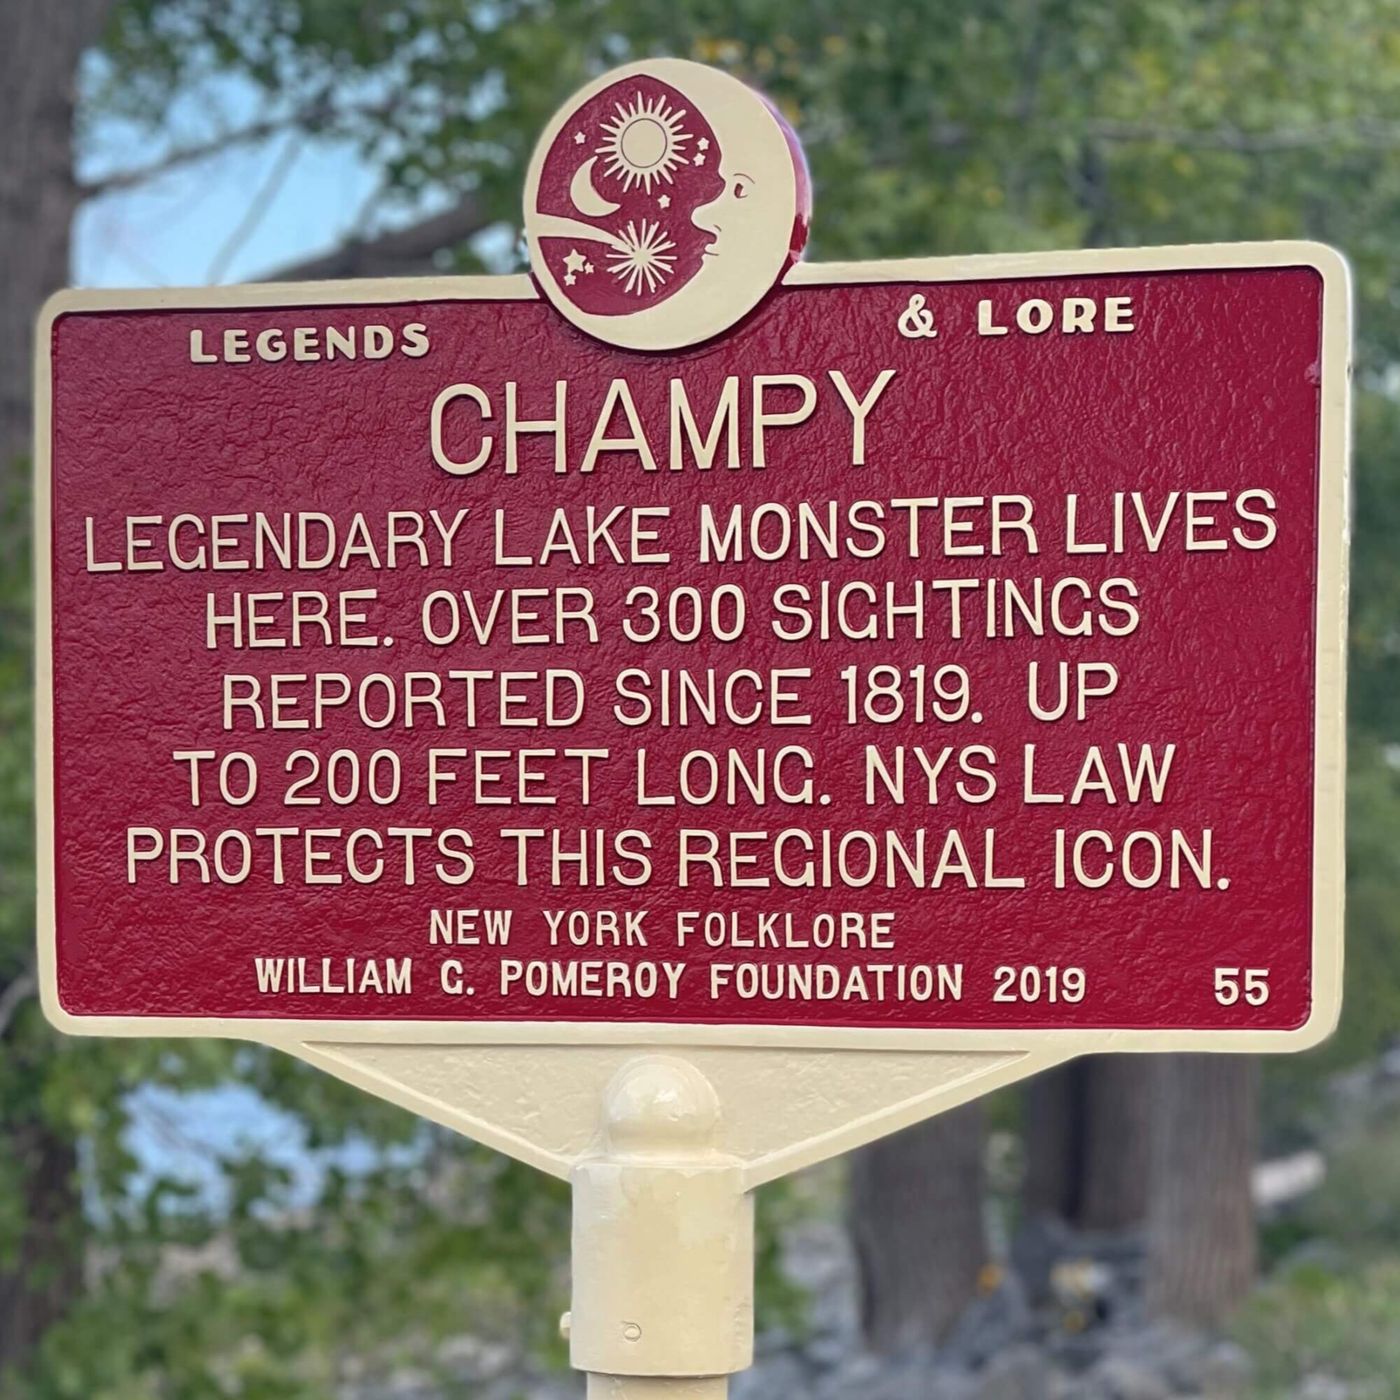 LEGENDS & LORE
CHAMPY
LEGENDARY LAKE MONSTER LIVES
HERE. OVER 300 SIGHTINGS
REPORTED SINCE 1819. UP
TO 200 FEET LONG. NYS LAW
PROTECTS THIS REGIONAL ICON.
NEW YORK FOLKLORE
WILLIAM G. POMEROY FOUNDATION 2019 55